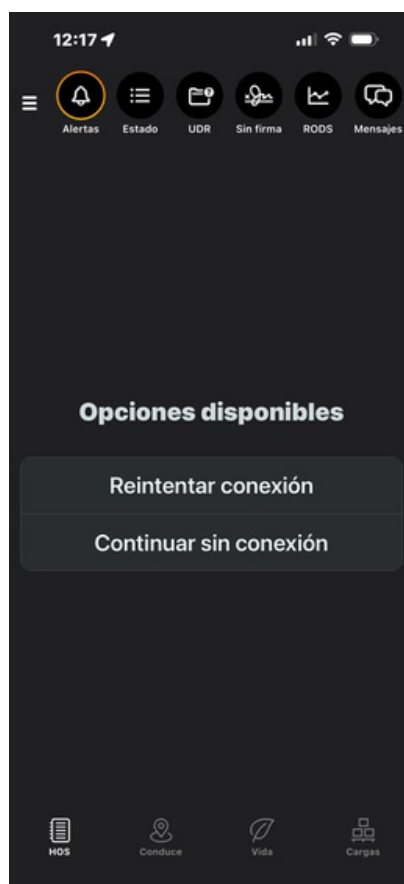 12:17
Alertas Estado UDR Sin firma RODS Mensajes
Opciones disponibles
Reintentar conexión
Continuar sin conexión
HOS Conduce Vida Cargas